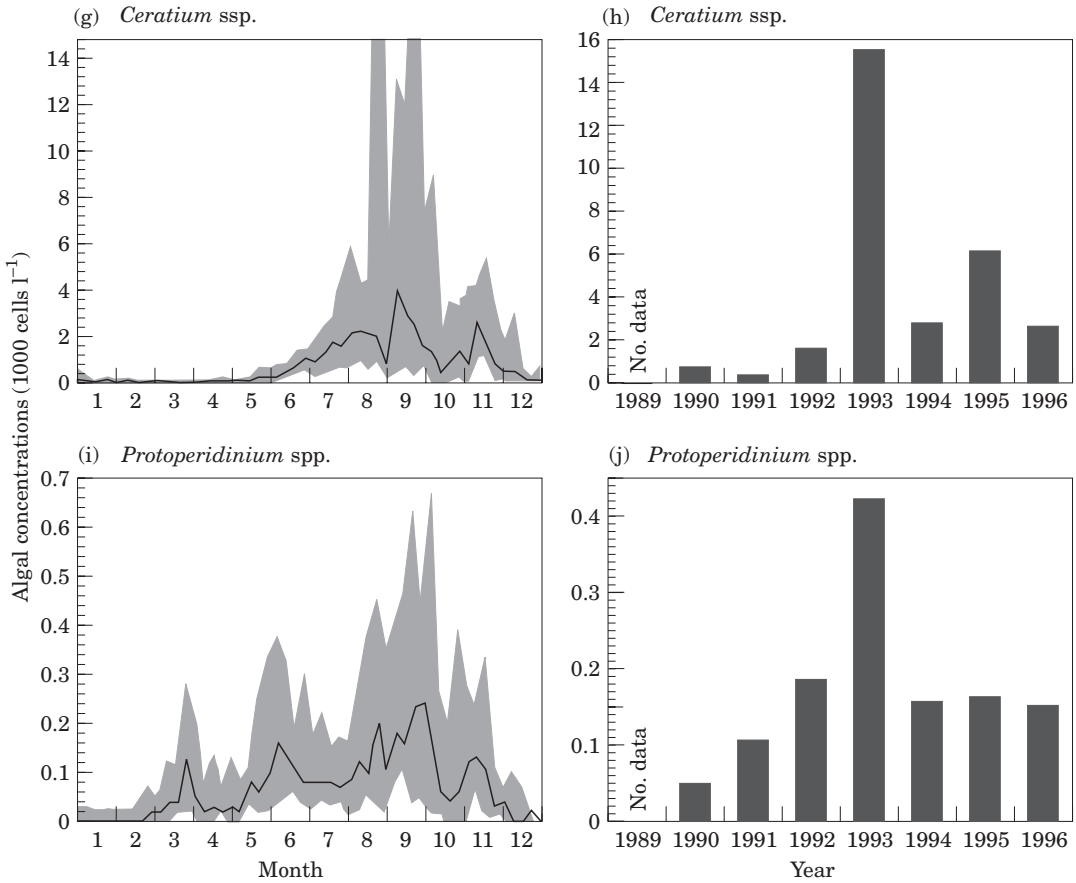 (g) Ceratium ssp.
14
12
10
8
6
4
2
0
1 2 3 4 5 6 7 8 9 10 11 12
(h) Ceratium ssp.
16
14
12
10
8
6
4
2
0
No. data
1989 1990 1991 1992 1993 1994 1995 1996
Algal concentrations (1000 cells l⁻¹)
(i) Protoperidinium spp.
0.7
0.6
0.5
0.4
0.3
0.2
0.1
0
1 2 3 4 5 6 7 8 9 10 11 12
Month
(j) Protoperidinium spp.
0.4
0.3
0.2
0.1
0
No. data
1989 1990 1991 1992 1993 1994 1995 1996
Year